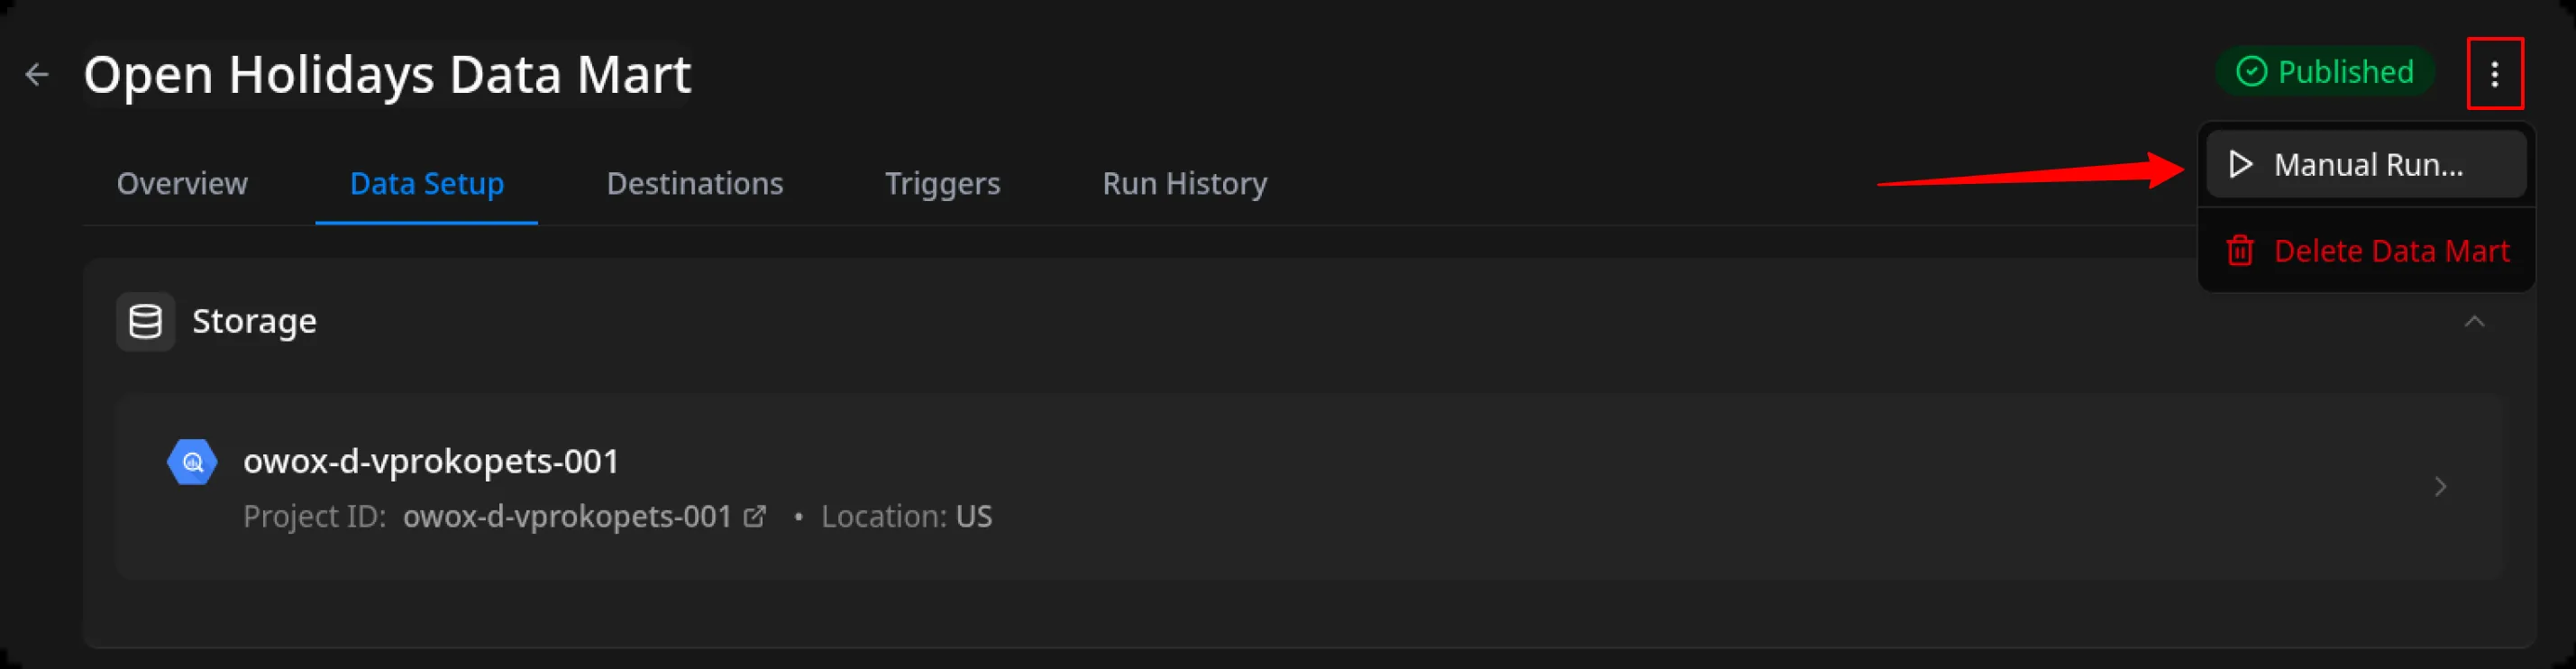 Open Holidays Data Mart
Published
Manual Run...
Delete Data Mart
Overview
Data Setup
Destinations
Triggers
Run History
Storage
owox-d-vprokopets-001
Project ID: owox-d-vprokopets-001 • Location: US